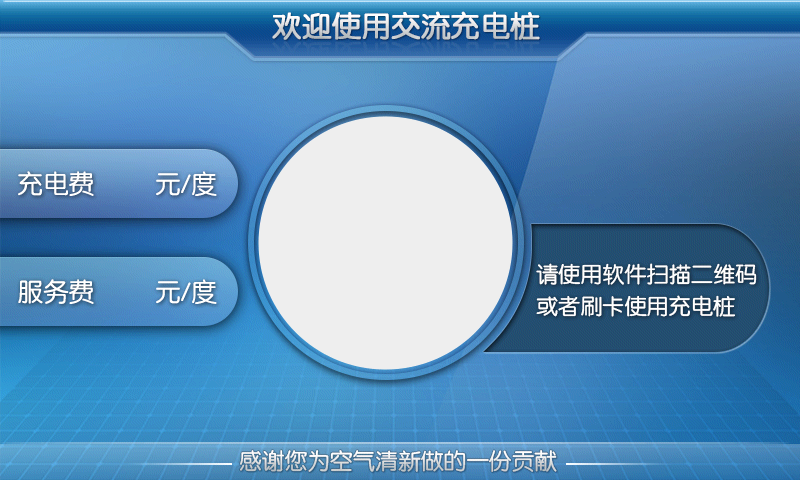 欢迎使用交流充电桩
充电费 元/度
服务费 元/度
请使用软件扫描二维码
或者刷卡使用充电桩
感谢您为空气清新做的一份贡献